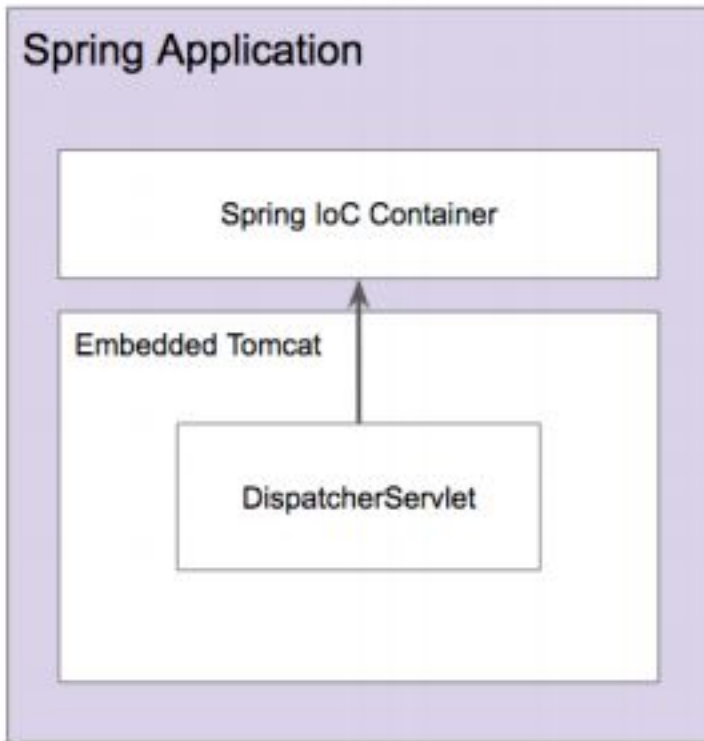 Spring Application
Spring IoC Container
Embedded Tomcat
DispatcherServlet